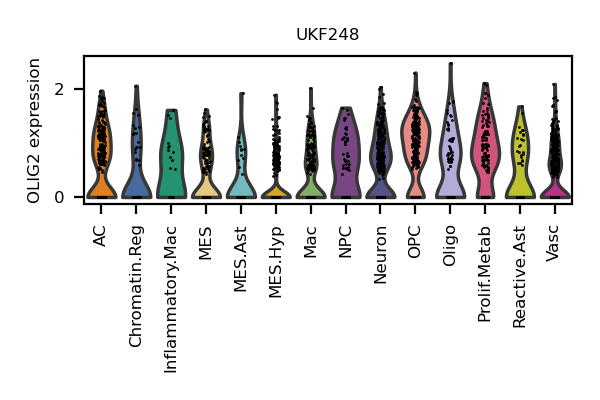 UKF248
OLIG2 expression
2
0
AC
Chromatin.Reg
Inflammatory.Mac
MES
MES.Ast
MES.Hyp
Mac
NPC
Neuron
OPC
Oligo
Prolif.Metab
Reactive.Ast
Vasc